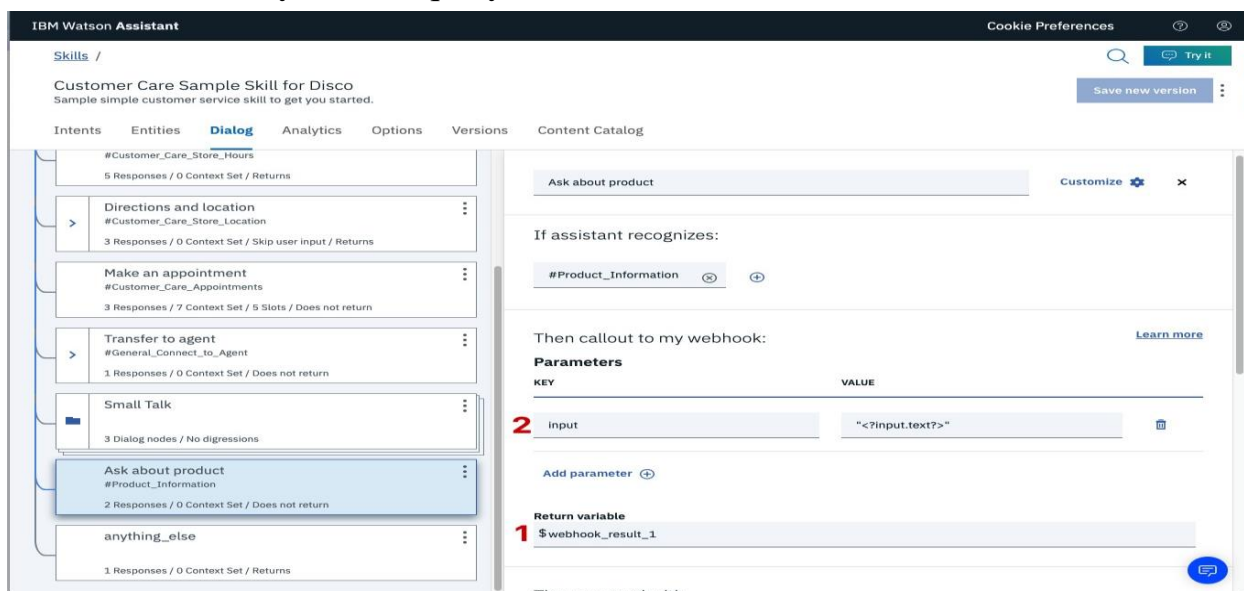 IBM Watson Assistant
Cookie Preferences
Skills /
Try it
Customer Care Sample Skill for Disco
Sample simple customer service skill to get you started.
Save new version
Intents Entities Dialog Analytics Options Versions Content Catalog
#Customer_Care_Store_Hours
5 Responses / 0 Context Set / Returns
Directions and location
#Customer_Care_Store_Location
3 Responses / 0 Context Set / Skip user input / Returns
Make an appointment
#Customer_Care_Appointments
3 Responses / 7 Context Set / 5 Slots / Does not return
Transfer to agent
#General_Connect_to_Agent
1 Responses / 0 Context Set / Does not return
Small Talk
3 Dialog nodes / No digressions
Ask about product
#Product_Information
2 Responses / 0 Context Set / Does not return
anything_else
1 Responses / 0 Context Set / Returns
Ask about product
Customize
If assistant recognizes:
#Product_Information
Then callout to my webhook:
Learn more
Parameters
KEY VALUE
2 input "<?input.text?>"
Add parameter
Return variable
1 $webhook_result_1